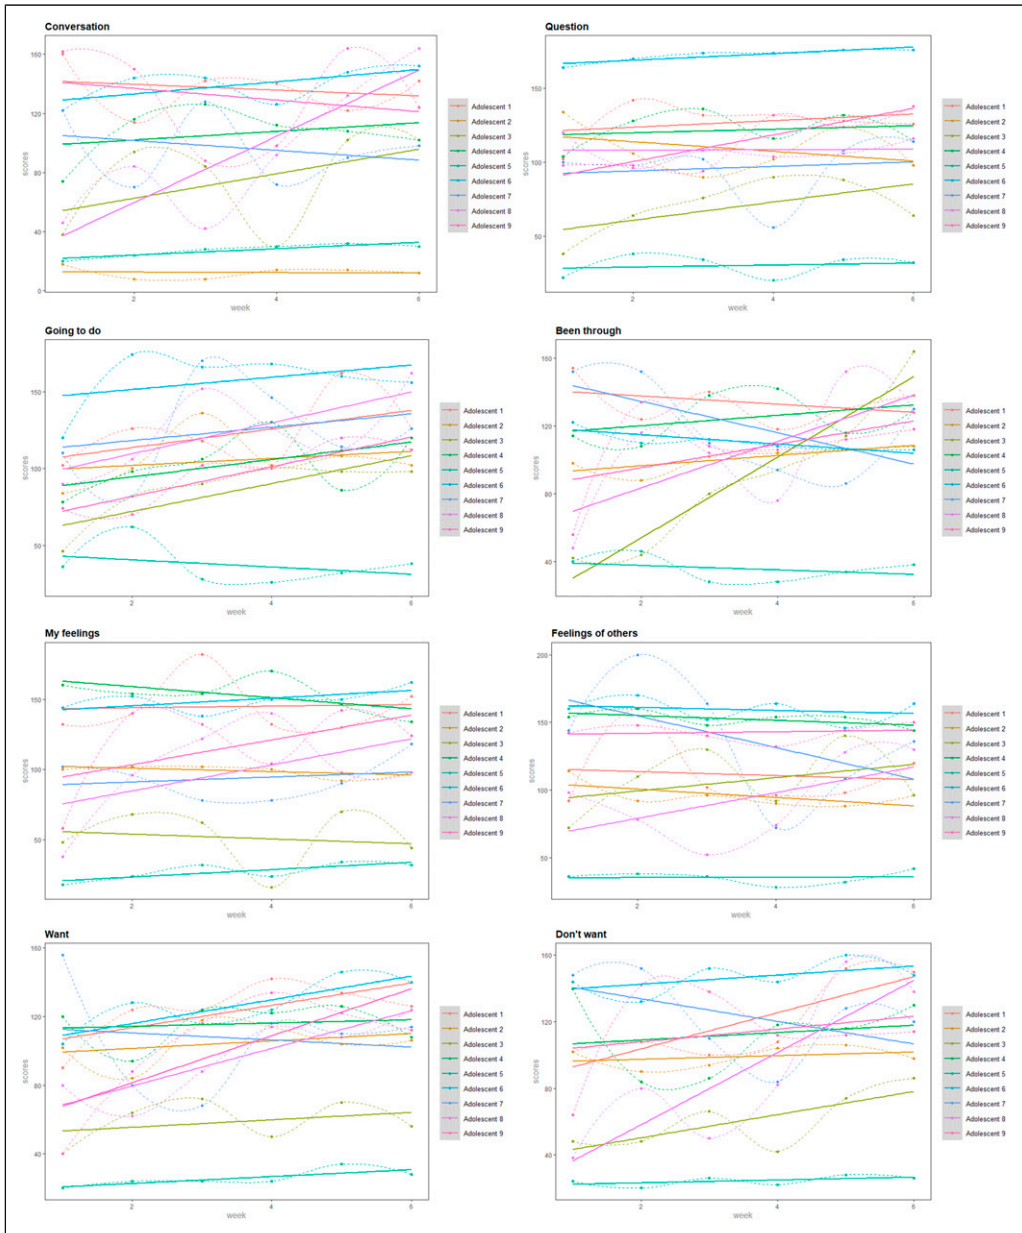 Conversation
160
120
80
40
0
scores
2
4
6
week
Adolescent 1
Adolescent 2
Adolescent 3
Adolescent 4
Adolescent 5
Adolescent 6
Adolescent 7
Adolescent 8
Adolescent 9
Question
150
100
50
scores
2
4
6
week
Adolescent 1
Adolescent 2
Adolescent 3
Adolescent 4
Adolescent 5
Adolescent 6
Adolescent 7
Adolescent 8
Adolescent 9
Going to do
150
100
50
scores
2
4
6
week
Adolescent 1
Adolescent 2
Adolescent 3
Adolescent 4
Adolescent 5
Adolescent 6
Adolescent 7
Adolescent 8
Adolescent 9
Been through
160
120
80
40
scores
2
4
6
week
Adolescent 1
Adolescent 2
Adolescent 3
Adolescent 4
Adolescent 5
Adolescent 6
Adolescent 7
Adolescent 8
Adolescent 9
My feelings
150
100
50
scores
2
4
6
week
Adolescent 1
Adolescent 2
Adolescent 3
Adolescent 4
Adolescent 5
Adolescent 6
Adolescent 7
Adolescent 8
Adolescent 9
Feelings of others
200
150
100
50
scores
2
4
6
week
Adolescent 1
Adolescent 2
Adolescent 3
Adolescent 4
Adolescent 5
Adolescent 6
Adolescent 7
Adolescent 8
Adolescent 9
Want
160
120
80
40
scores
2
4
6
week
Adolescent 1
Adolescent 2
Adolescent 3
Adolescent 4
Adolescent 5
Adolescent 6
Adolescent 7
Adolescent 8
Adolescent 9
Don't want
160
120
80
40
scores
2
4
6
week
Adolescent 1
Adolescent 2
Adolescent 3
Adolescent 4
Adolescent 5
Adolescent 6
Adolescent 7
Adolescent 8
Adolescent 9